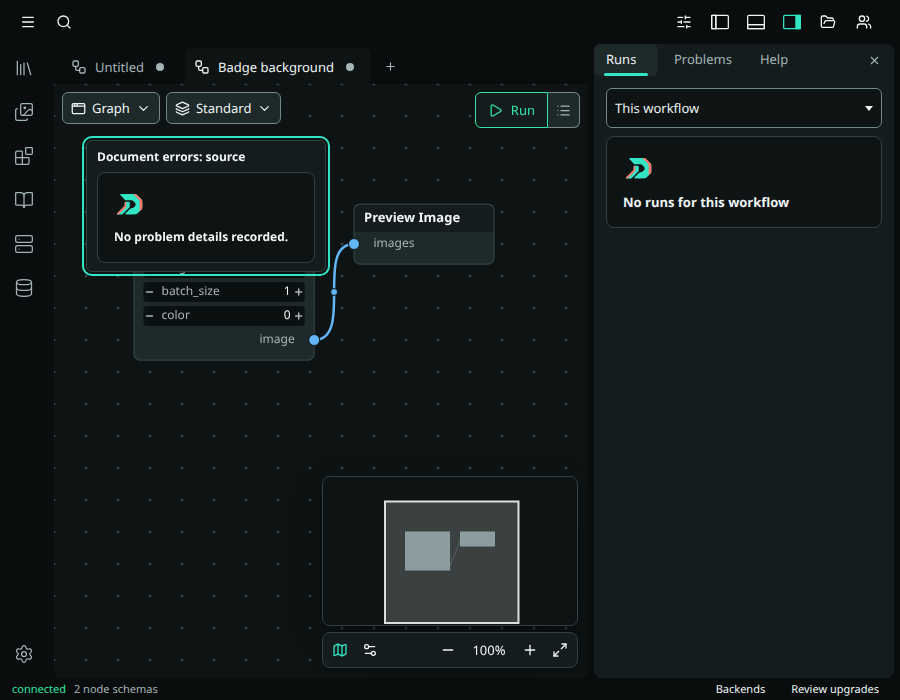 Untitled
Badge background
Runs
Problems
Help
Graph
Standard
Run
This workflow
Document errors: source
No problem details recorded.
No runs for this workflow
Preview Image
images
batch_size
1
color
0
image
100%
connected
2 node schemas
Backends
Review upgrades